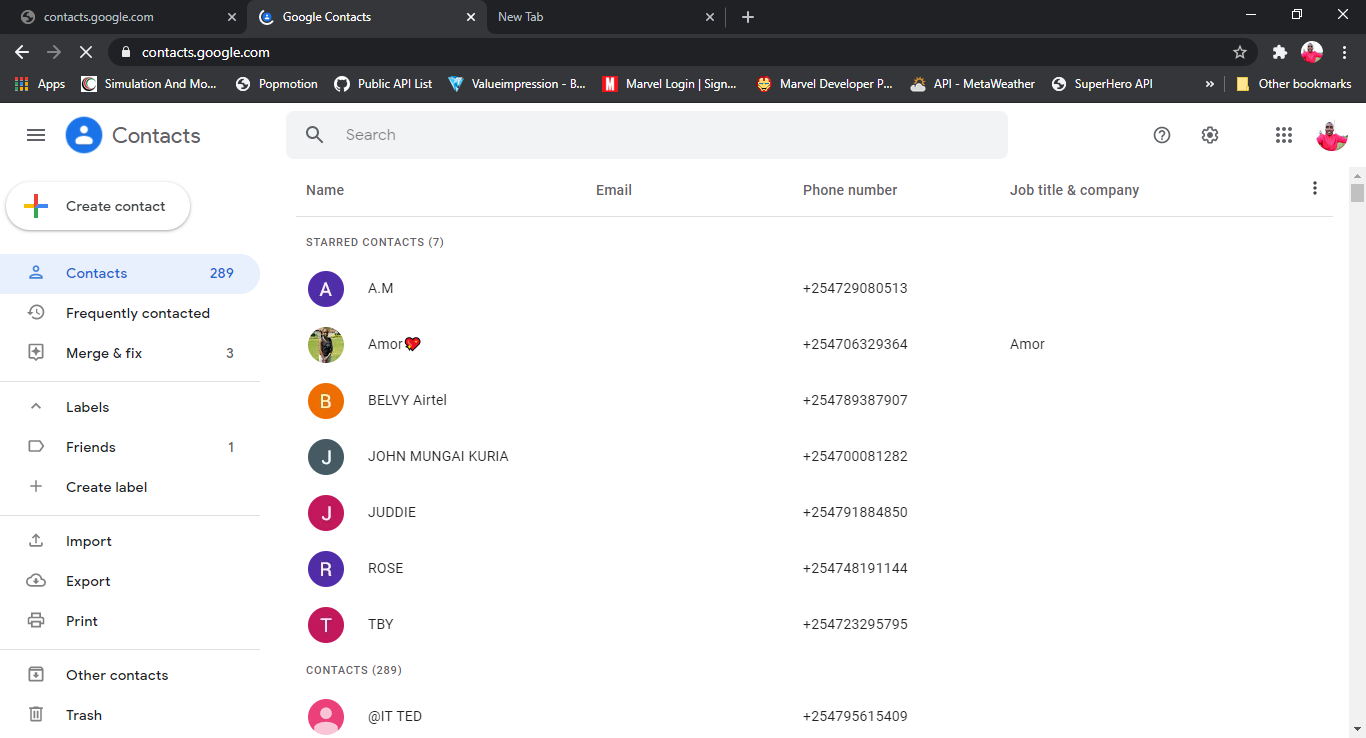 contacts.google.com
Google Contacts
New Tab
contacts.google.com
Apps
Simulation And Mo...
Popmotion
Public API List
Valueimpression - B...
Marvel Login | Sign...
Marvel Developer P...
API - MetaWeather
SuperHero API
»
Other bookmarks
Contacts
Search
Create contact
Contacts 289
Frequently contacted
Merge & fix 3
Labels
Friends 1
Create label
Import
Export
Print
Other contacts
Trash
Name Email Phone number Job title & company
STARRED CONTACTS (7)
A A.M +254729080513
Amor💘 +254706329364 Amor
B BELVY Airtel +254789387907
J JOHN MUNGAI KURIA +254700081282
J JUDDIE +254791884850
R ROSE +254748191144
T TBY +254723295795
CONTACTS (289)
@IT TED +254795615409